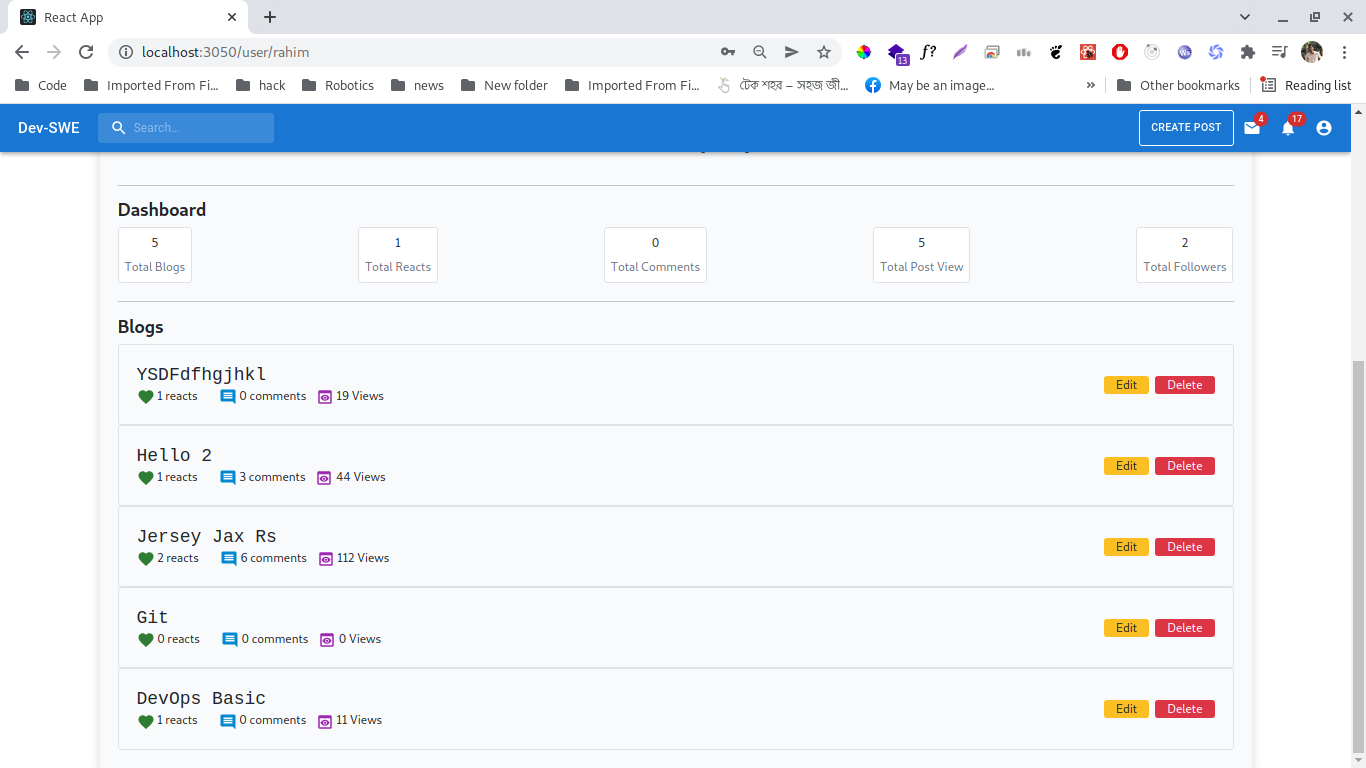 React App
localhost:3050/user/rahim
13
Code
Imported From Fi...
hack
Robotics
news
New folder
Imported From Fi...
টেক শহর – সহজ জী...
May be an image...
»
Other bookmarks
Reading list
Dev-SWE
Search...
CREATE POST
4
17
Dashboard
5
Total Blogs
1
Total Reacts
0
Total Comments
5
Total Post View
2
Total Followers
Blogs
YSDFdfhgjhkl
1 reacts 0 comments 19 Views
Edit Delete
Hello 2
1 reacts 3 comments 44 Views
Edit Delete
Jersey Jax Rs
2 reacts 6 comments 112 Views
Edit Delete
Git
0 reacts 0 comments 0 Views
Edit Delete
DevOps Basic
1 reacts 0 comments 11 Views
Edit Delete